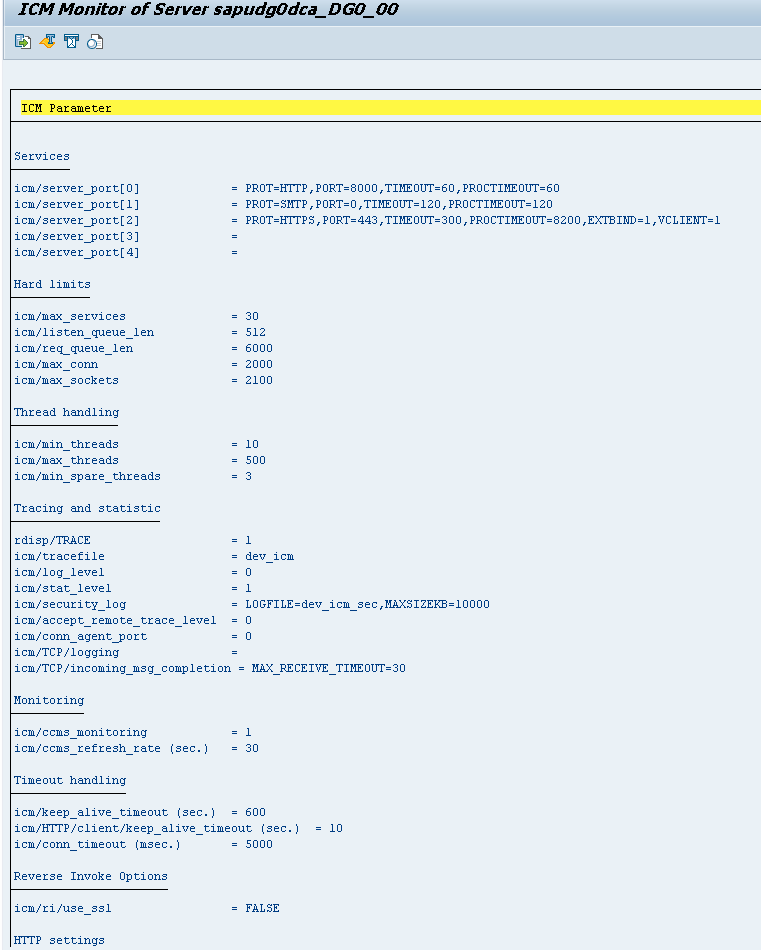 ICM Monitor of Server sapudg0dca_DG0_00
ICM Parameter
Services
icm/server_port[0] = PROT=HTTP,PORT=8000,TIMEOUT=60,PROCTIMEOUT=60
icm/server_port[1] = PROT=SMTP,PORT=0,TIMEOUT=120,PROCTIMEOUT=120
icm/server_port[2] = PROT=HTTPS,PORT=443,TIMEOUT=300,PROCTIMEOUT=8200,EXTBIND=1,VCLIENT=1
icm/server_port[3] =
icm/server_port[4] =
Hard limits
icm/max_services = 30
icm/listen_queue_len = 512
icm/req_queue_len = 6000
icm/max_conn = 2000
icm/max_sockets = 2100
Thread handling
icm/min_threads = 10
icm/max_threads = 500
icm/min_spare_threads = 3
Tracing and statistic
rdisp/TRACE = 1
icm/tracefile = dev_icm
icm/log_level = 0
icm/stat_level = 1
icm/security_log = LOGFILE=dev_icm_sec,MAXSIZEKB=10000
icm/accept_remote_trace_level = 0
icm/conn_agent_port = 0
icm/TCP/logging =
icm/TCP/incoming_msg_completion = MAX_RECEIVE_TIMEOUT=30
Monitoring
icm/ccms_monitoring = 1
icm/ccms_refresh_rate (sec.) = 30
Timeout handling
icm/keep_alive_timeout (sec.) = 600
icm/HTTP/client/keep_alive_timeout (sec.) = 10
icm/conn_timeout (msec.) = 5000
Reverse Invoke Options
icm/ri/use_ssl = FALSE
HTTP settings